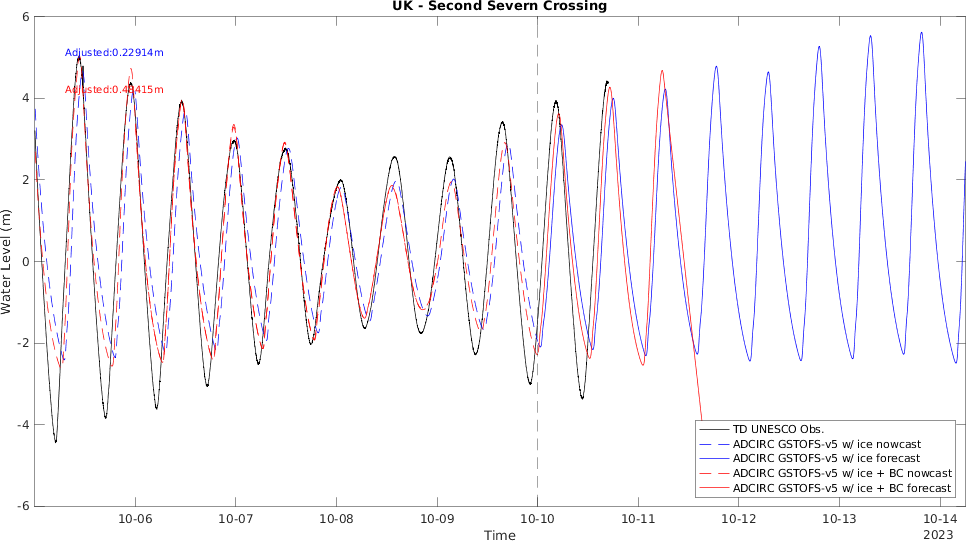 UK - Second Severn Crossing
6
4
2
0
-2
-4
-6
Water Level (m)
Adjusted:0.22914m
Adjusted:0.48415m
TD UNESCO Obs.
ADCIRC GSTOFS-v5 w/ ice nowcast
ADCIRC GSTOFS-v5 w/ ice forecast
ADCIRC GSTOFS-v5 w/ ice + BC nowcast
ADCIRC GSTOFS-v5 w/ ice + BC forecast
10-06 10-07 10-08 10-09 10-10 10-11 10-12 10-13 10-14
2023
Time